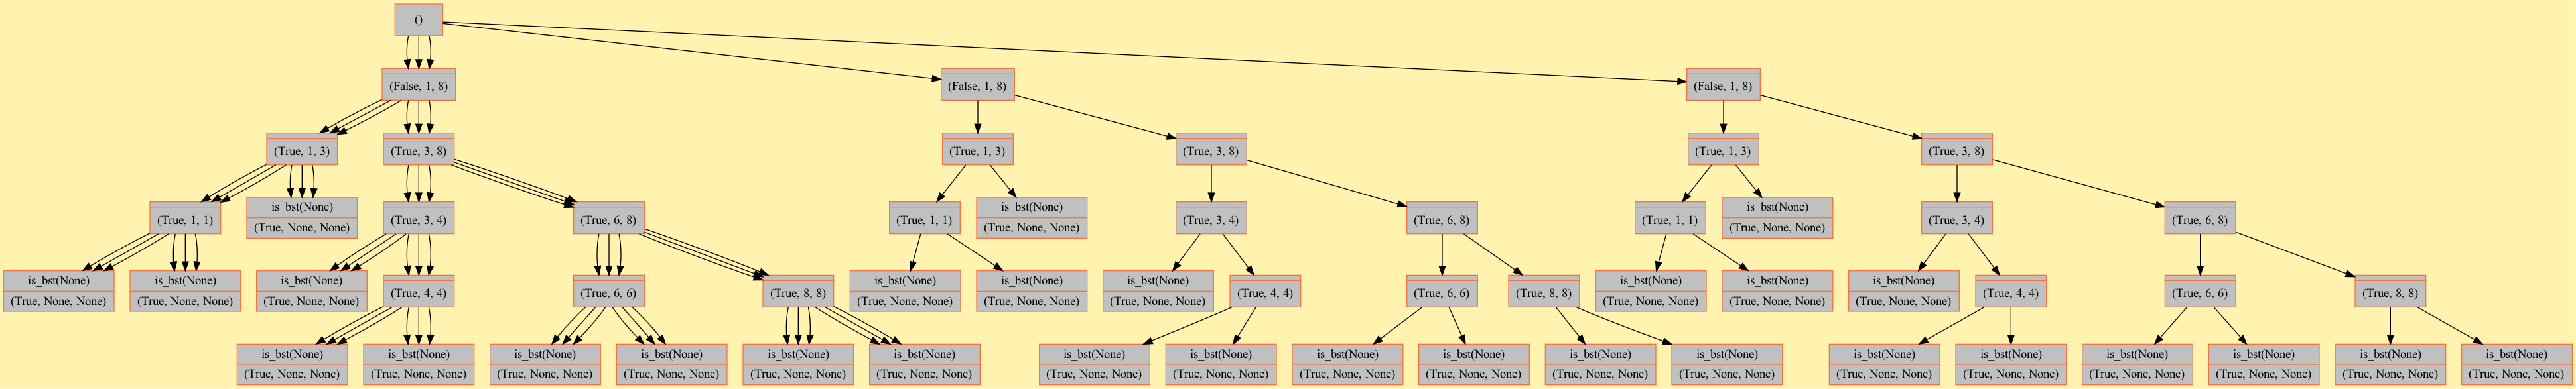 ()
(False, 1, 8)
(False, 1, 8)
(False, 1, 8)
(True, 1, 3)
(True, 3, 8)
(True, 1, 3)
(True, 3, 8)
(True, 1, 3)
(True, 3, 8)
(True, 1, 1)
is_bst(None)
(True, None, None)
(True, 3, 4)
(True, 6, 8)
(True, 1, 1)
is_bst(None)
(True, None, None)
(True, 3, 4)
(True, 6, 8)
(True, 1, 1)
is_bst(None)
(True, None, None)
(True, 3, 4)
(True, 6, 8)
is_bst(None)
(True, None, None)
is_bst(None)
(True, None, None)
is_bst(None)
(True, None, None)
(True, 4, 4)
(True, 6, 6)
(True, 8, 8)
is_bst(None)
(True, None, None)
is_bst(None)
(True, None, None)
is_bst(None)
(True, None, None)
(True, 4, 4)
(True, 6, 6)
(True, 8, 8)
is_bst(None)
(True, None, None)
is_bst(None)
(True, None, None)
is_bst(None)
(True, None, None)
(True, 4, 4)
(True, 6, 6)
(True, 8, 8)
is_bst(None)
(True, None, None)
is_bst(None)
(True, None, None)
is_bst(None)
(True, None, None)
is_bst(None)
(True, None, None)
is_bst(None)
(True, None, None)
is_bst(None)
(True, None, None)
is_bst(None)
(True, None, None)
is_bst(None)
(True, None, None)
is_bst(None)
(True, None, None)
is_bst(None)
(True, None, None)
is_bst(None)
(True, None, None)
is_bst(None)
(True, None, None)
is_bst(None)
(True, None, None)
is_bst(None)
(True, None, None)
is_bst(None)
(True, None, None)
is_bst(None)
(True, None, None)
is_bst(None)
(True, None, None)
is_bst(None)
(True, None, None)